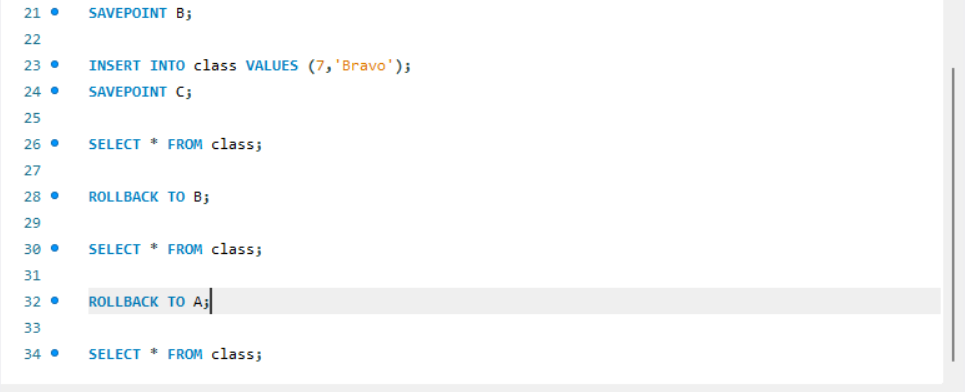 21 SAVEPOINT B;
22
23 INSERT INTO class VALUES (7,'Bravo');
24 SAVEPOINT C;
25
26 SELECT * FROM class;
27
28 ROLLBACK TO B;
29
30 SELECT * FROM class;
31
32 ROLLBACK TO A;
33
34 SELECT * FROM class;